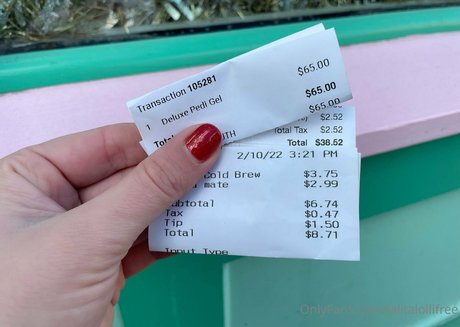 Transaction 105281
$65.00
1 Deluxe Pedi Gel
$65.00
Total
$65.00
$2.52
Total Tax $2.52
Total $38.52
2/10/22 3:21 PM
Cold Brew $3.75
mate $2.99
Subtotal $6.74
Tax $0.47
Tip $1.50
Total $8.71
Input Type